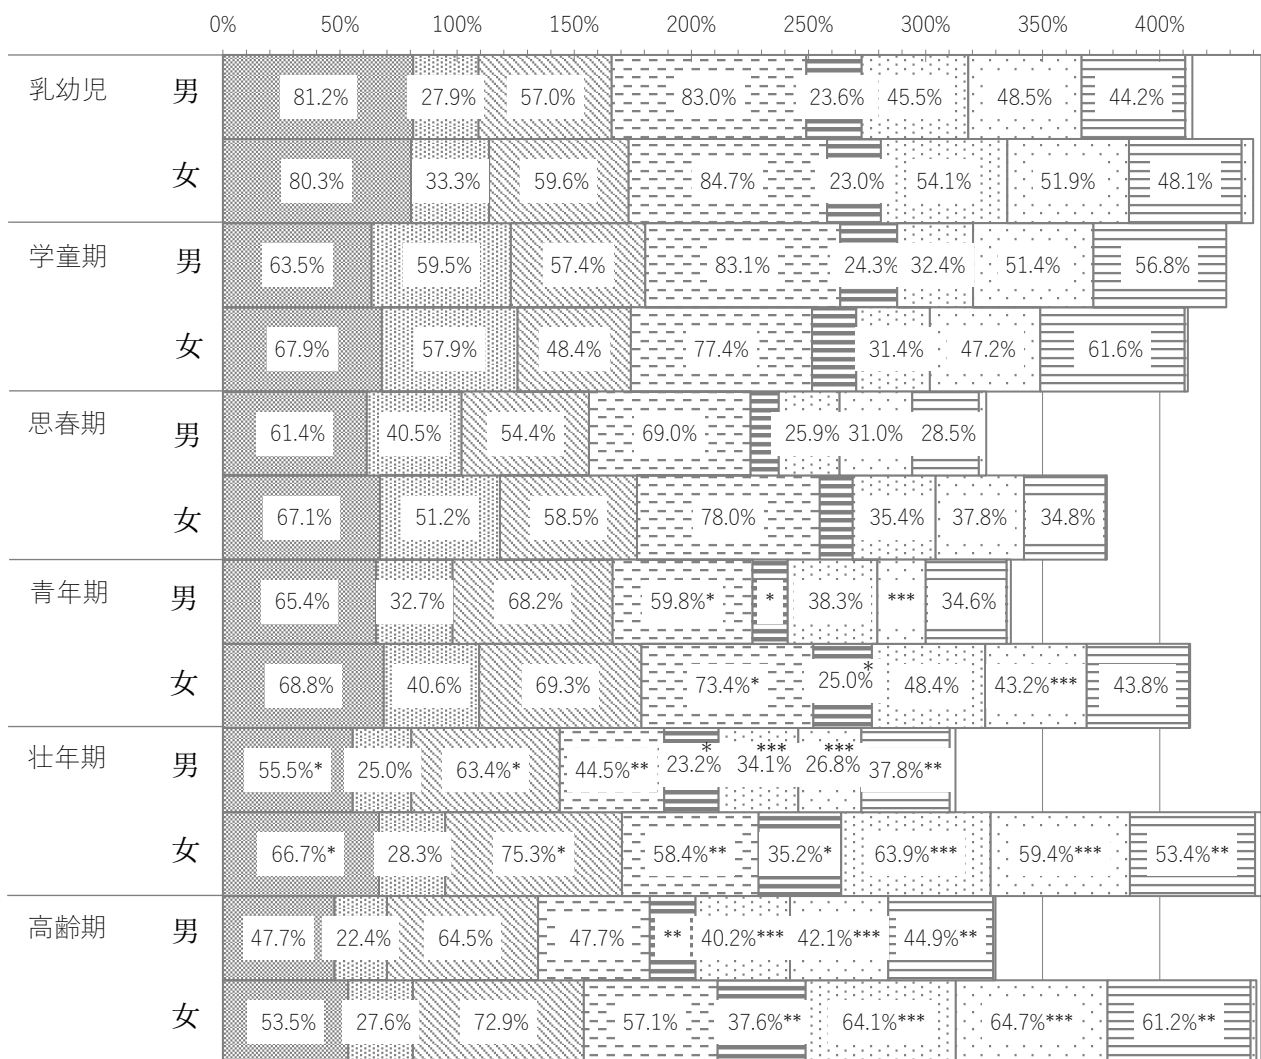 0% 50% 100% 150% 200% 250% 300% 350% 400%
乳幼児 男 81.2% 27.9% 57.0% 83.0% 23.6% 45.5% 48.5% 44.2%
女 80.3% 33.3% 59.6% 84.7% 23.0% 54.1% 51.9% 48.1%
学童期 男 63.5% 59.5% 57.4% 83.1% 24.3% 32.4% 51.4% 56.8%
女 67.9% 57.9% 48.4% 77.4% 31.4% 47.2% 61.6%
思春期 男 61.4% 40.5% 54.4% 69.0% 25.9% 31.0% 28.5%
女 67.1% 51.2% 58.5% 78.0% 35.4% 37.8% 34.8%
青年期 男 65.4% 32.7% 68.2% 59.8%* * 38.3% *** 34.6%
女 68.8% 40.6% 69.3% 73.4%* 25.0%* 48.4% 43.2%*** 43.8%
壮年期 男 55.5%* 25.0% 63.4%* 44.5%** 23.2%* 34.1%*** 26.8%*** 37.8%**
女 66.7%* 28.3% 75.3%* 58.4%** 35.2%* 63.9%*** 59.4%*** 53.4%**
高齢期 男 47.7% 22.4% 64.5% 47.7% ** 40.2%*** 42.1%*** 44.9%**
女 53.5% 27.6% 72.9% 57.1% 37.6%** 64.1%*** 64.7%*** 61.2%**